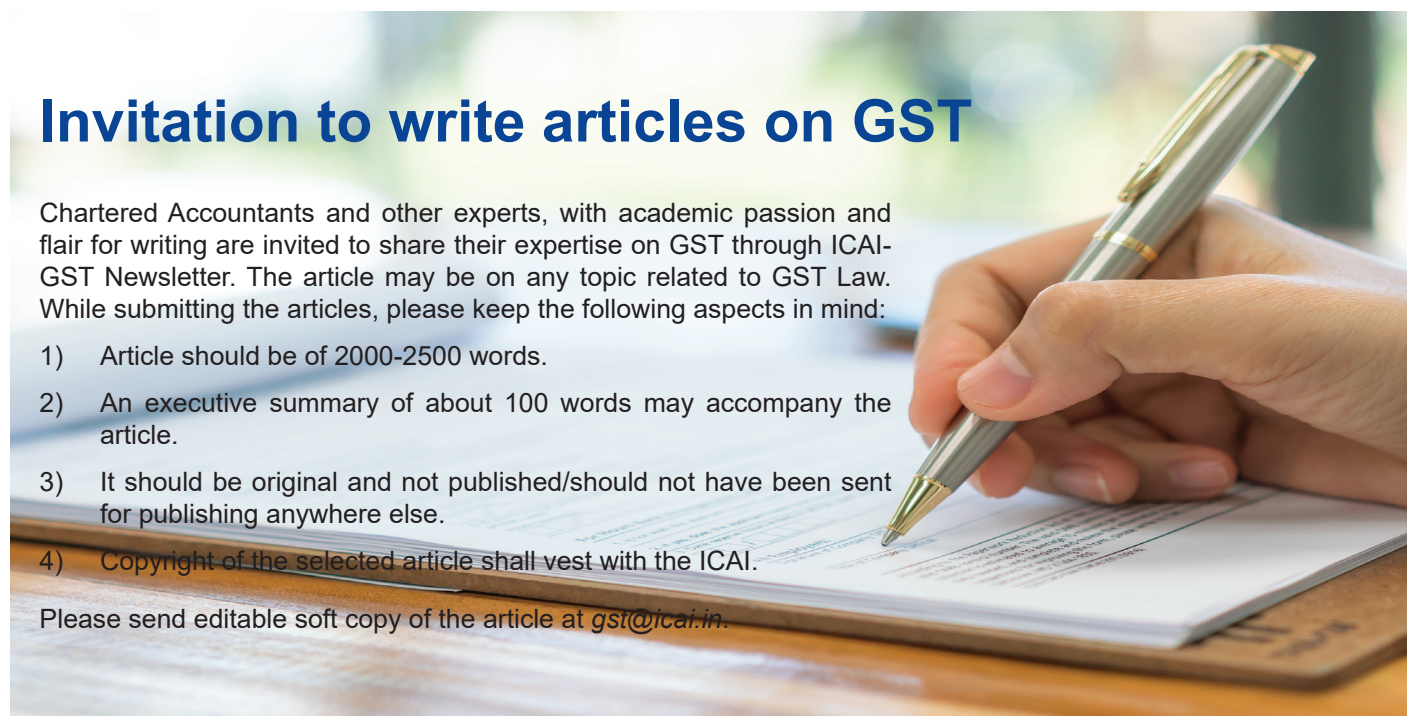 Invitation to write articles on GST
Chartered Accountants and other experts, with academic passion and
flair for writing are invited to share their expertise on GST through ICAI-
GST Newsletter. The article may be on any topic related to GST Law.
While submitting the articles, please keep the following aspects in mind:
1) Article should be of 2000-2500 words.
2) An executive summary of about 100 words may accompany the
article.
3) It should be original and not published/should not have been sent
for publishing anywhere else.
4) Copyright of the selected article shall vest with the ICAI.
Please send editable soft copy of the article at gst@icai.in.